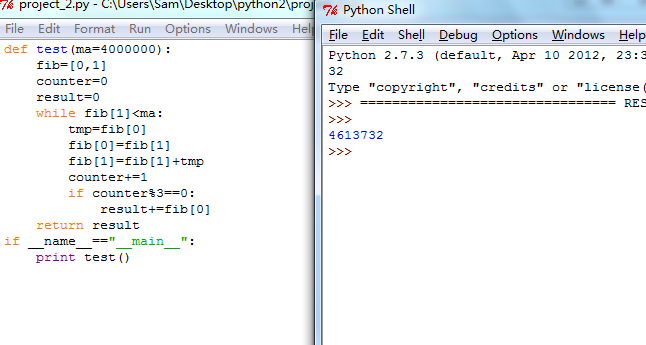 project_2.py - C:\Users\Sam\Desktop\python2\proj
File Edit Format Run Options Windows Help
def test(ma=4000000):
    fib=[0,1]
    counter=0
    result=0
    while fib[1]<ma:
        tmp=fib[0]
        fib[0]=fib[1]
        fib[1]=fib[1]+tmp
        counter+=1
        if counter%3==0:
            result+=fib[0]
    return result
if __name__=="__main__":
    print test()
Python Shell
File Edit Shell Debug Options Windows Help
Python 2.7.3 (default, Apr 10 2012, 23:3
32
Type "copyright", "credits" or "license(
>>> ================================ RES
>>>
4613732
>>>